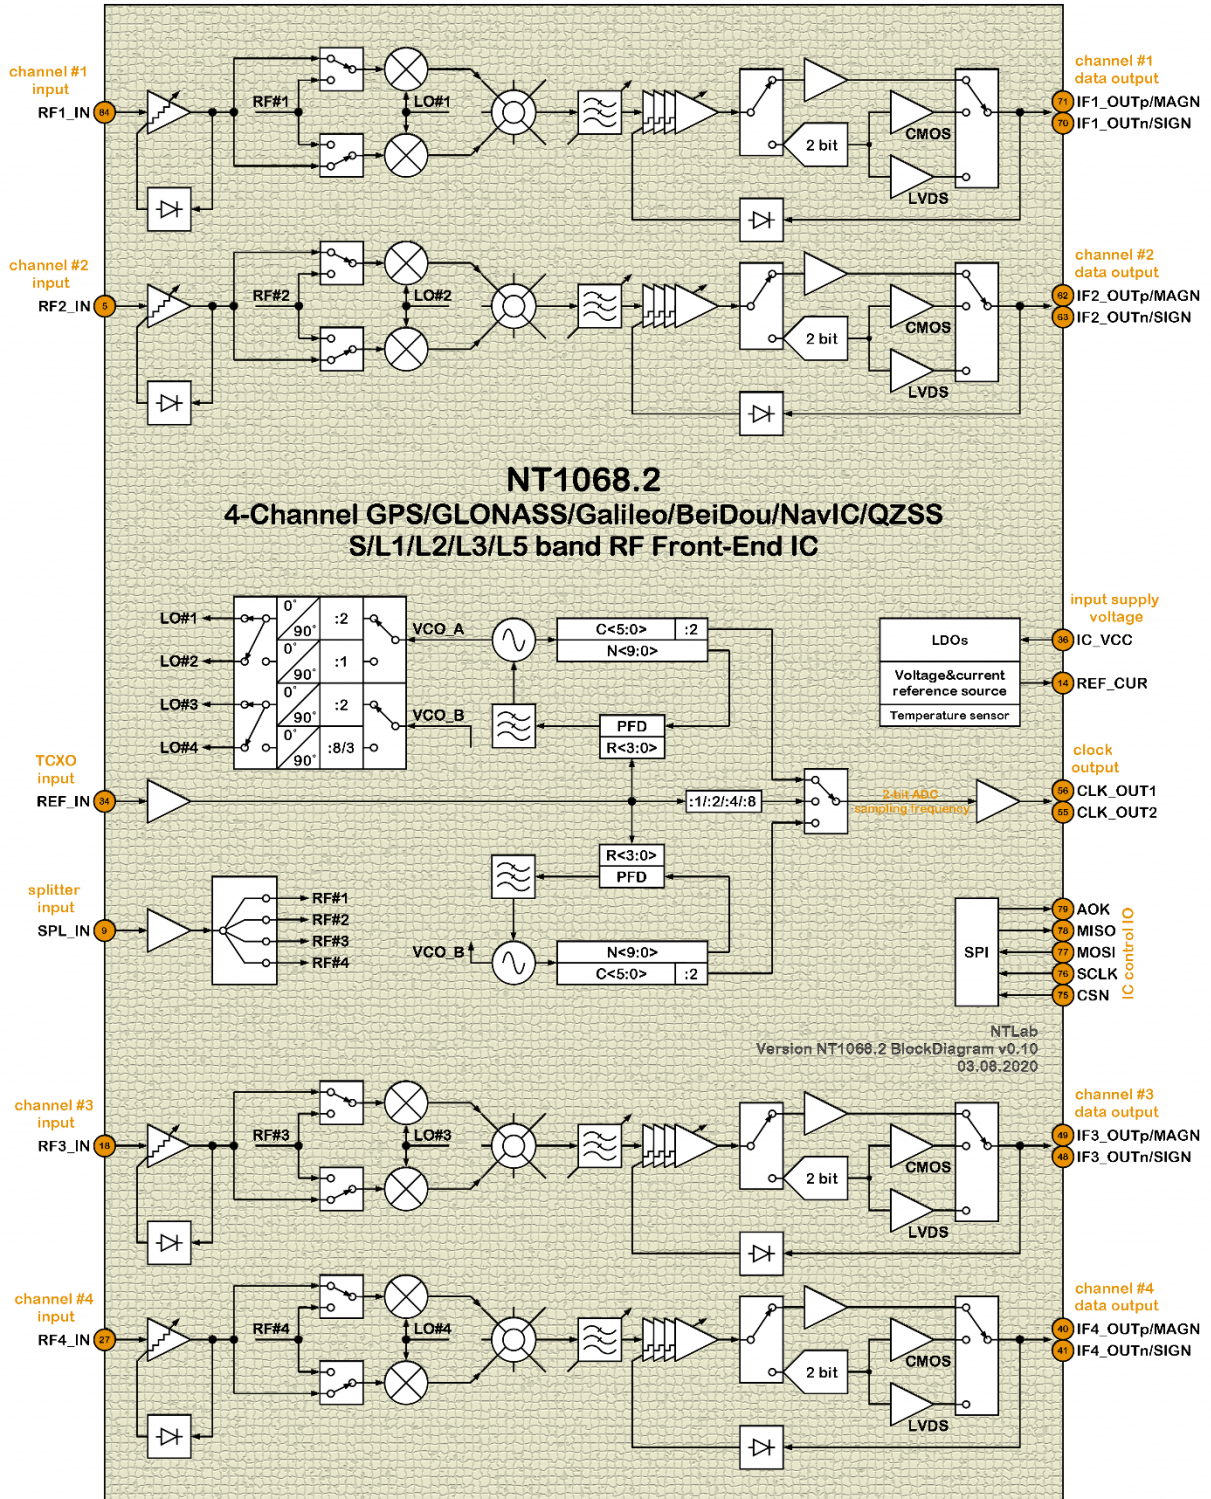 channel #1
input
RF1_IN 84
RF#1
LO#1
2 bit
CMOS
LVDS
channel #1
data output
71 IF1_OUTp/MAGN
70 IF1_OUTn/SIGN
channel #2
input
RF2_IN 5
RF#2
LO#2
2 bit
CMOS
LVDS
channel #2
data output
62 IF2_OUTp/MAGN
63 IF2_OUTn/SIGN
NT1068.2
4-Channel GPS/GLONASS/Galileo/BeiDou/NavIC/QZSS
S/L1/L2/L3/L5 band RF Front-End IC
LO#1
LO#2
LO#3
LO#4
0° 90° :2
0° 90° :1
0° 90° :2
0° 90° :8/3
VCO_A
VCO_B
C<5:0> :2
N<9:0>
PFD
R<3:0>
LDOs
Voltage&current
reference source
Temperature sensor
input supply
voltage
36 IC_VCC
14 REF_CUR
TCXO
input
REF_IN 34
:1/:2/:4/:8
2-bit ADC
sampling frequency
clock
output
56 CLK_OUT1
55 CLK_OUT2
R<3:0>
PFD
splitter
input
SPL_IN 9
RF#1
RF#2
RF#3
RF#4
VCO_B
N<9:0>
C<5:0> :2
SPI
79 AOK
78 MISO
77 MOSI
76 SCLK
75 CSN
IC control IO
NTLab
Version NT1068.2 BlockDiagram v0.10
03.08.2020
channel #3
input
RF3_IN 18
RF#3
LO#3
2 bit
CMOS
LVDS
channel #3
data output
49 IF3_OUTp/MAGN
48 IF3_OUTn/SIGN
channel #4
input
RF4_IN 27
RF#4
LO#4
2 bit
CMOS
LVDS
channel #4
data output
40 IF4_OUTp/MAGN
41 IF4_OUTn/SIGN